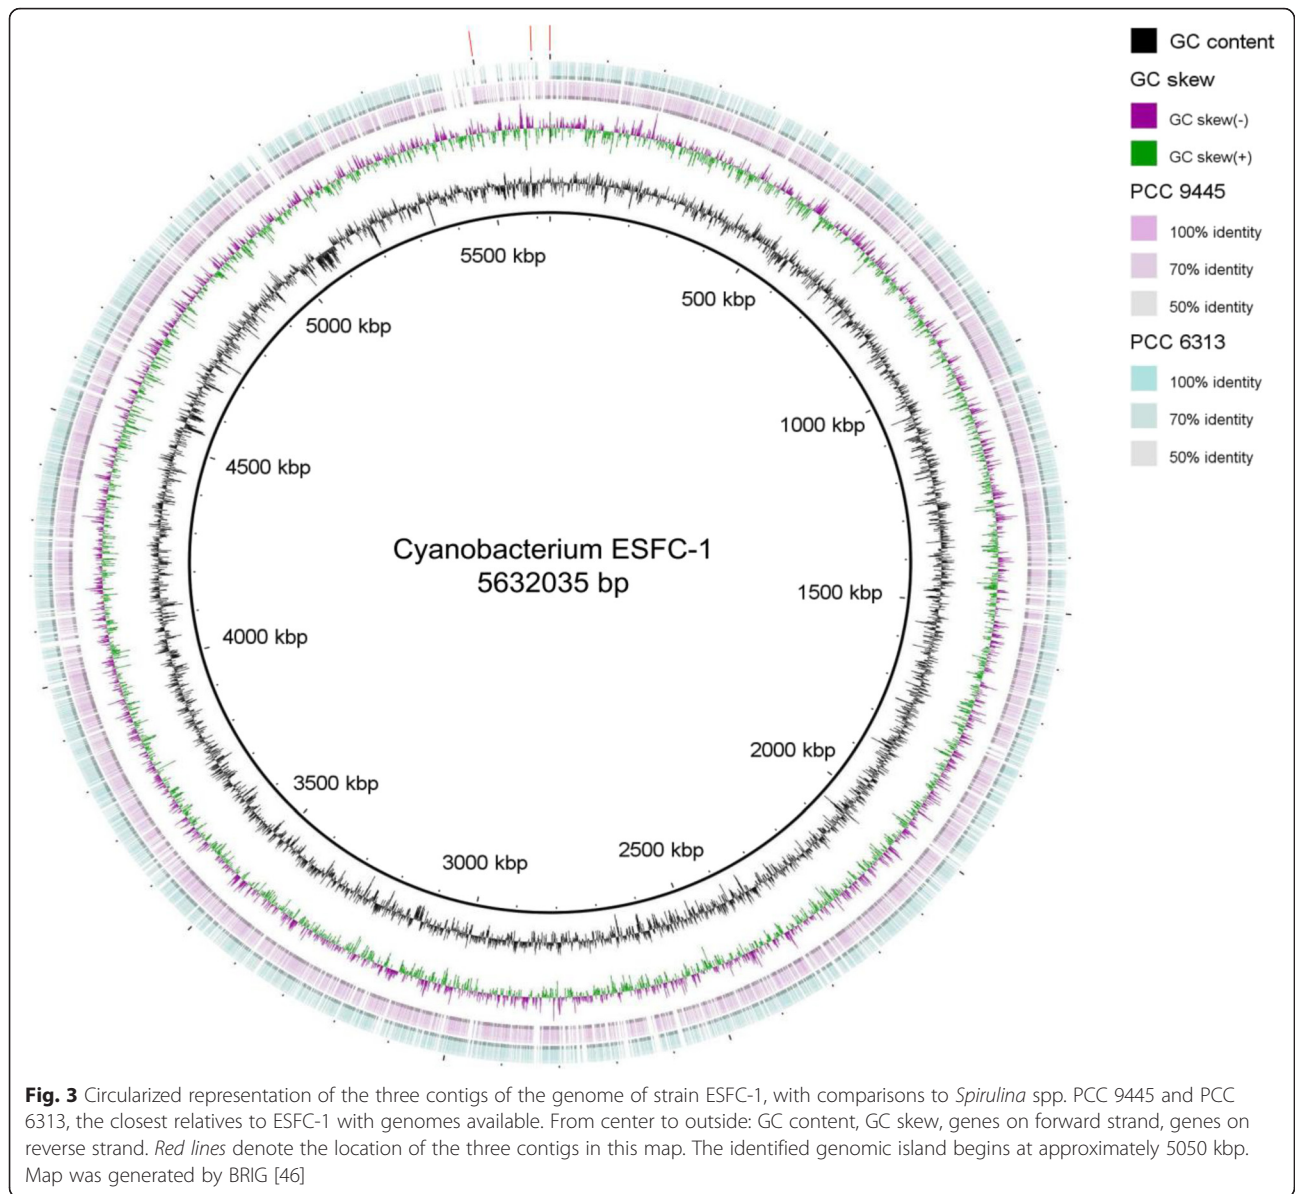 GC content
GC skew
GC skew(-)
GC skew(+)
PCC 9445
100% identity
70% identity
50% identity
PCC 6313
100% identity
70% identity
50% identity
5500 kbp
500 kbp
5000 kbp
1000 kbp
4500 kbp
Cyanobacterium ESFC-1
5632035 bp
1500 kbp
4000 kbp
2000 kbp
3500 kbp
2500 kbp
3000 kbp
Fig. 3 Circularized representation of the three contigs of the genome of strain ESFC-1, with comparisons to Spirulina spp. PCC 9445 and PCC
6313, the closest relatives to ESFC-1 with genomes available. From center to outside: GC content, GC skew, genes on forward strand, genes on
reverse strand. Red lines denote the location of the three contigs in this map. The identified genomic island begins at approximately 5050 kbp.
Map was generated by BRIG [46]